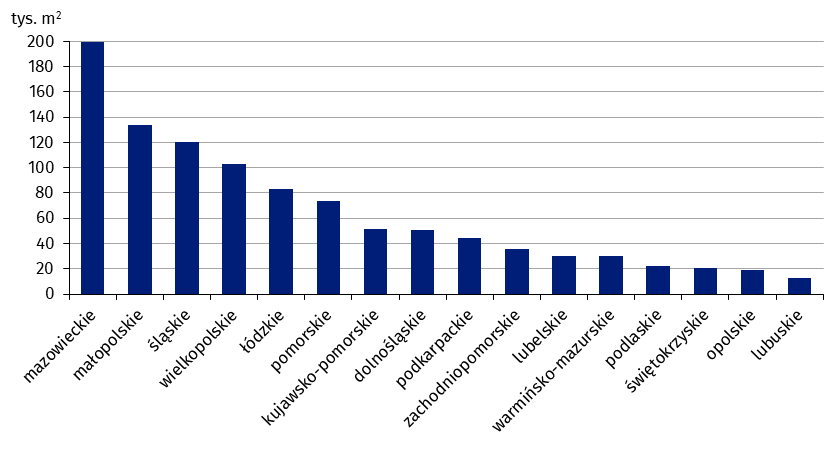 tys. m²
200
180
160
140
120
100
80
60
40
20
0
mazowieckie
małopolskie
śląskie
wielkopolskie
łódzkie
pomorskie
kujawsko-pomorskie
dolnośląskie
podkarpackie
zachodniopomorskie
lubelskie
warmińsko-mazurskie
podlaskie
świętokrzyskie
opolskie
lubuskie